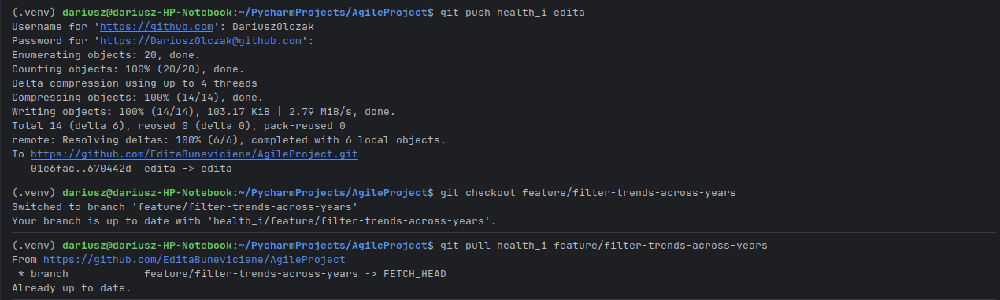 (.venv) dariusz@dariusz-HP-Notebook:~/PycharmProjects/AgileProject$ git push health_i edita
Username for 'https://github.com': DariuszOlczak
Password for 'https://DariuszOlczak@github.com':
Enumerating objects: 20, done.
Counting objects: 100% (20/20), done.
Delta compression using up to 4 threads
Compressing objects: 100% (14/14), done.
Writing objects: 100% (14/14), 103.17 KiB | 2.79 MiB/s, done.
Total 14 (delta 6), reused 0 (delta 0), pack-reused 0
remote: Resolving deltas: 100% (6/6), completed with 6 local objects.
To https://github.com/EditaBuneviciene/AgileProject.git
   01e6fac..670442d  edita -> edita
(.venv) dariusz@dariusz-HP-Notebook:~/PycharmProjects/AgileProject$ git checkout feature/filter-trends-across-years
Switched to branch 'feature/filter-trends-across-years'
Your branch is up to date with 'health_i/feature/filter-trends-across-years'.
(.venv) dariusz@dariusz-HP-Notebook:~/PycharmProjects/AgileProject$ git pull health_i feature/filter-trends-across-years
From https://github.com/EditaBuneviciene/AgileProject
 * branch            feature/filter-trends-across-years -> FETCH_HEAD
Already up to date.